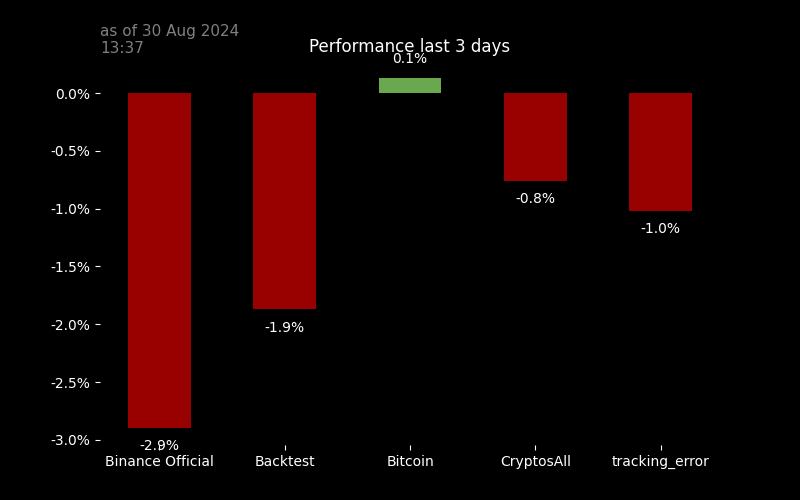 as of 30 Aug 2024
13:37
Performance last 3 days
0.1%
0.0%
-0.5%
-1.0%
-1.5%
-2.0%
-2.5%
-3.0%
-0.8%
-1.0%
-1.9%
-2.9%
Binance Official
Backtest
Bitcoin
CryptosAll
tracking_error